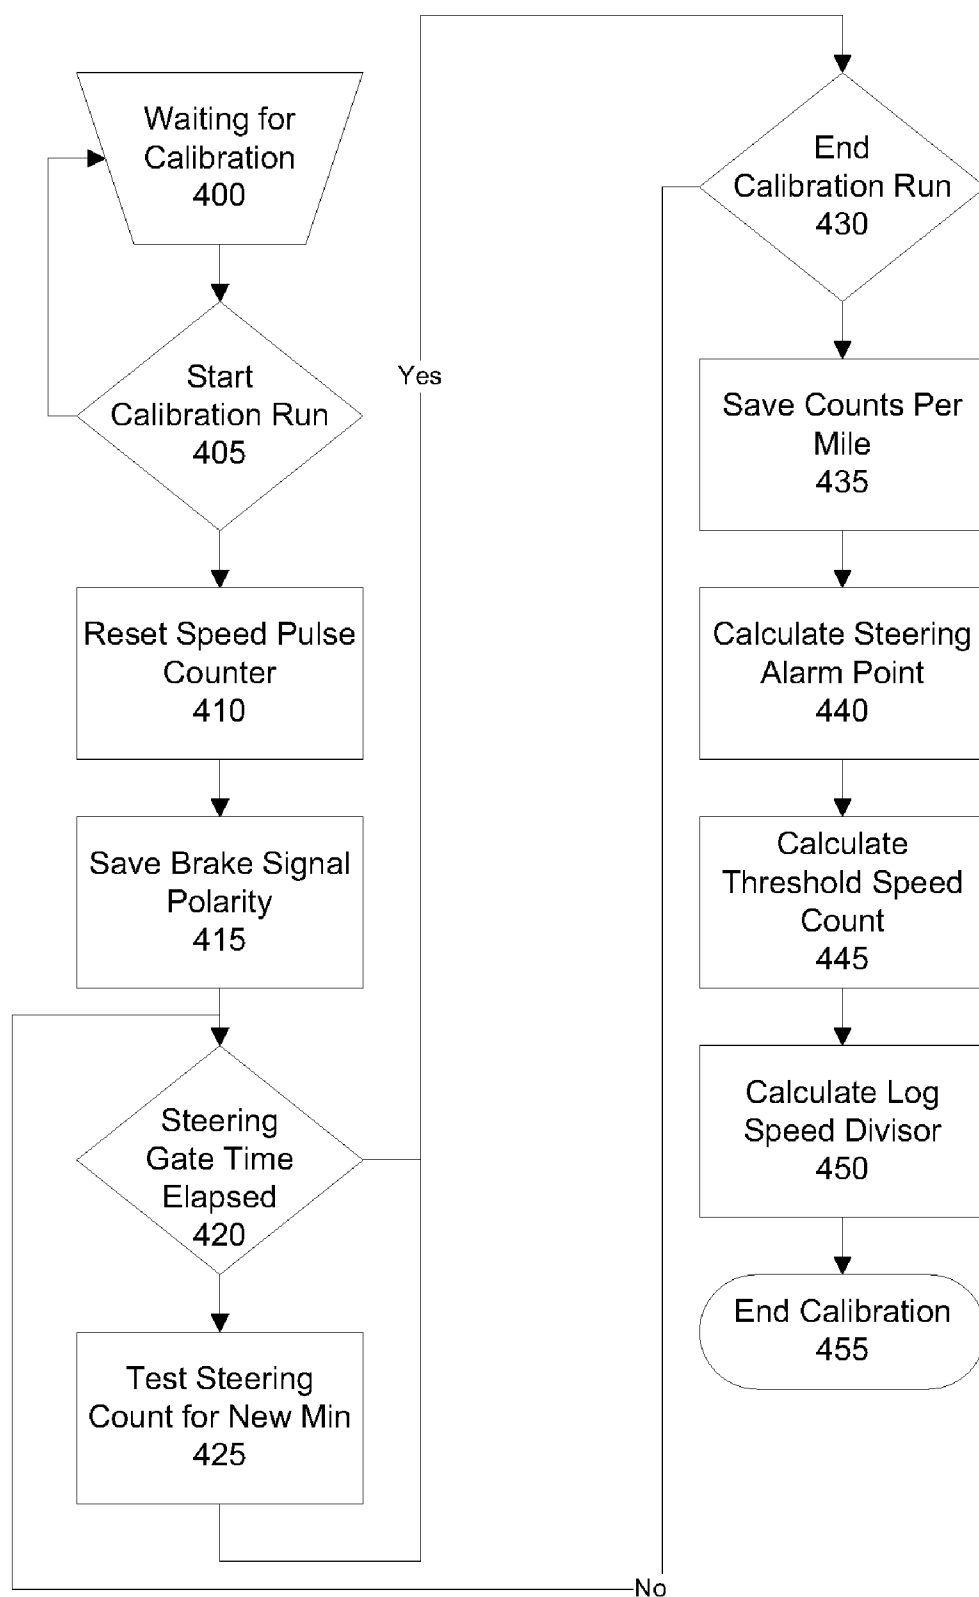 Waiting for
Calibration
400
Start
Calibration Run
405
Reset Speed Pulse
Counter
410
Save Brake Signal
Polarity
415
Steering
Gate Time
Elapsed
420
Test Steering
Count for New Min
425
Yes
End
Calibration Run
430
Save Counts Per
Mile
435
Calculate Steering
Alarm Point
440
Calculate
Threshold Speed
Count
445
Calculate Log
Speed Divisor
450
End Calibration
455
No